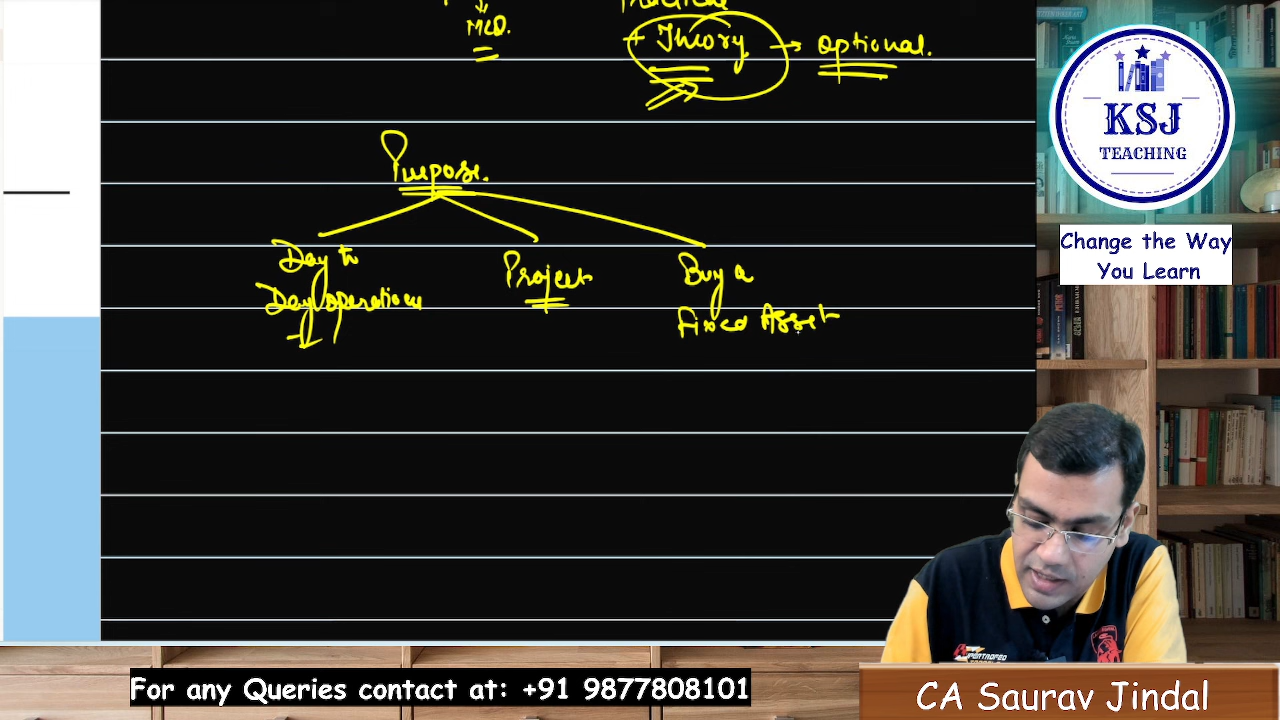 MCQ.
+ Theory → optional.
Purpose.
Day to
Day operations
Project
Buy a
Fixed Asset
KSJ
TEACHING
Change the Way
You Learn
For any Queries contact at: +91 9877808101
CA Saurav Jindal